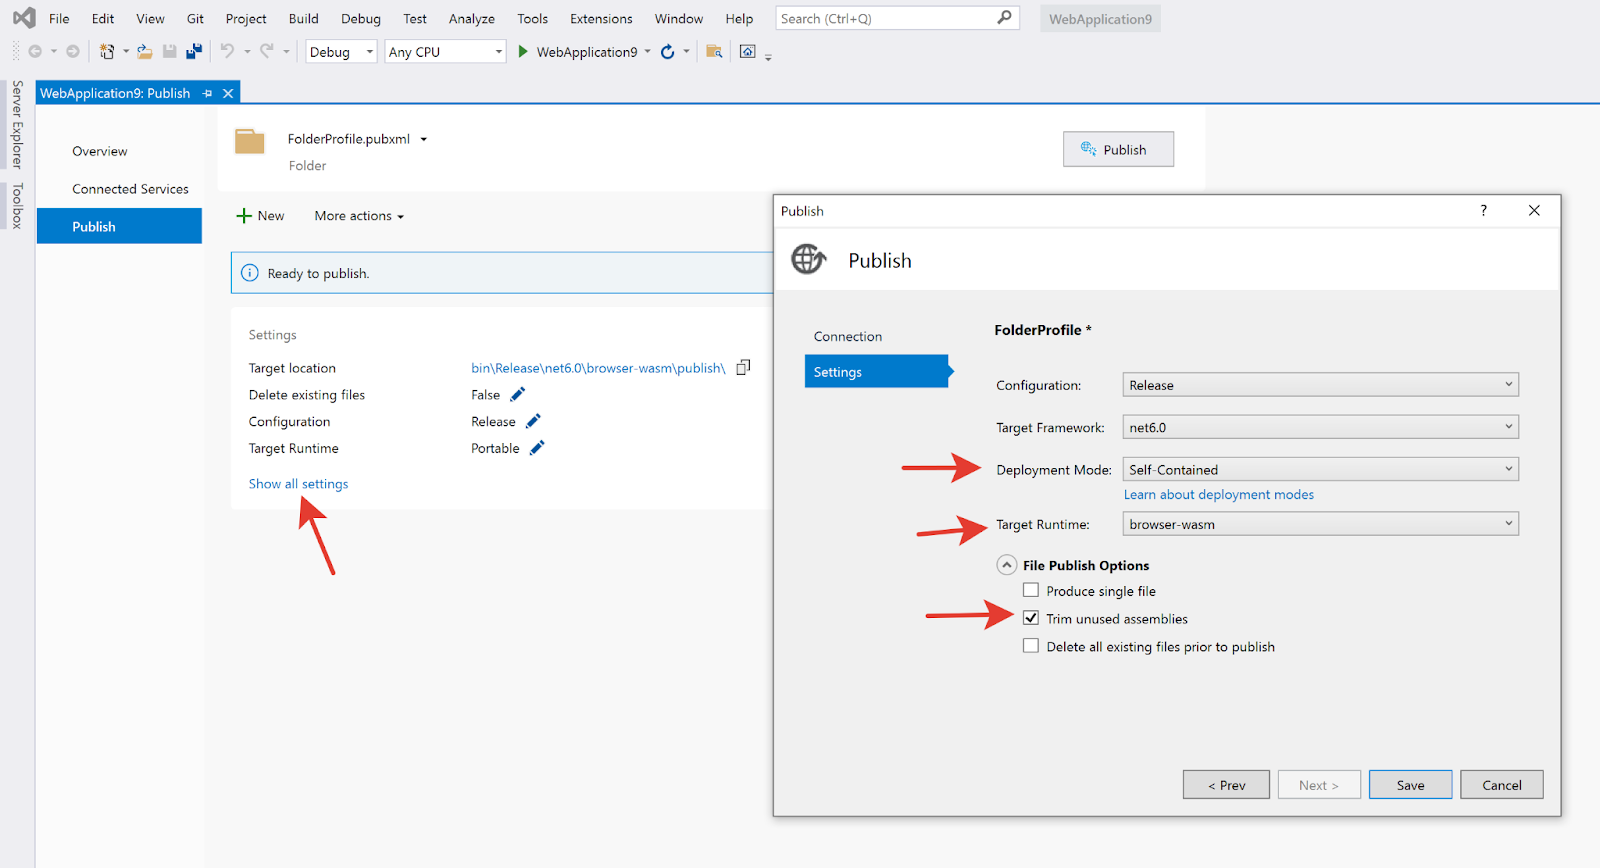 File Edit View Git Project Build Debug Test Analyze Tools Extensions Window Help Search (Ctrl+Q) WebApplication9
Debug Any CPU WebApplication9
Server Explorer
Toolbox
WebApplication9: Publish
Overview
Connected Services
Publish
FolderProfile.pubxml
Folder
Publish
New More actions
Ready to publish.
Settings
Target location bin\Release\net6.0\browser-wasm\publish\
Delete existing files False
Configuration Release
Target Runtime Portable
Show all settings
Publish ?
Publish
Connection
Settings
FolderProfile *
Configuration: Release
Target Framework: net6.0
Deployment Mode: Self-Contained
Learn about deployment modes
Target Runtime: browser-wasm
File Publish Options
Produce single file
Trim unused assemblies
Delete all existing files prior to publish
< Prev Next > Save Cancel